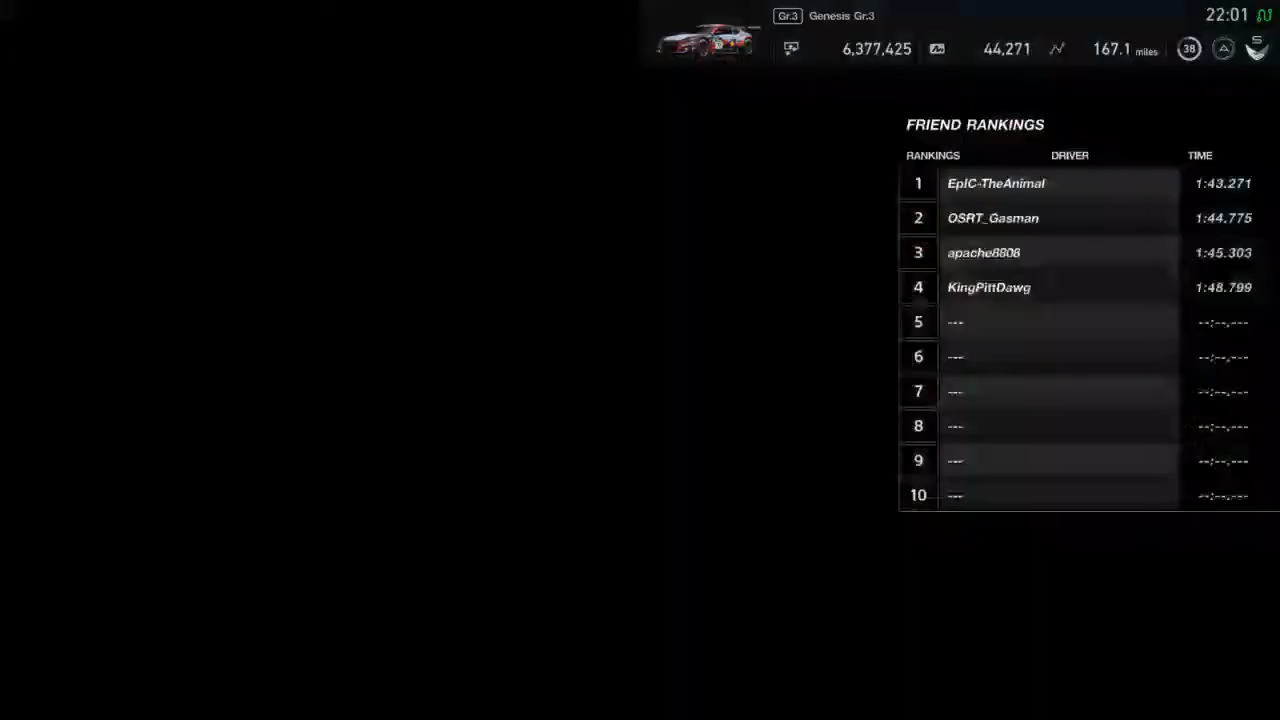 Gr.3 Genesis Gr.3 22:01
6,377,425 44,271 167.1 miles 38 A S
FRIEND RANKINGS
RANKINGS DRIVER TIME
1 EpIC-TheAnimal 1:43.271
2 OSRT_Gasman 1:44.775
3 apache8808 1:45.303
4 KingPittDawg 1:48.799
5 --- --:--.---
6 --- --:--.---
7 --- --:--.---
8 --- --:--.---
9 --- --:--.---
10 --- --:--.---